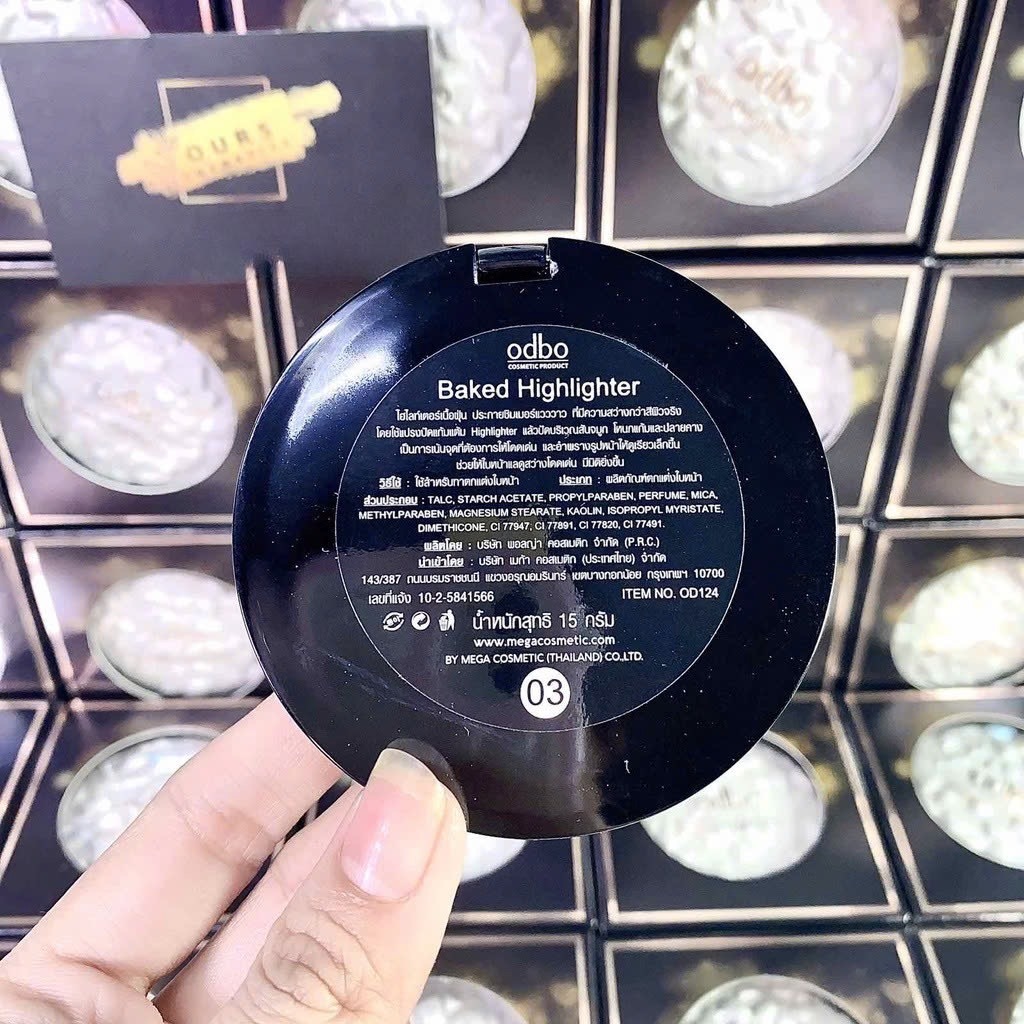 OURS
odbo
odbo
COSMETIC PRODUCT
Baked Highlighter
ไฮไลท์เตอร์เนื้อฝุ่น ประกายชิมเมอร์แวววาว ที่มีความสว่างกว่าสีผิวจริง
โดยใช้แปรงปัดแก้มแต้ม Highlighter แล้วปัดบริเวณสันจมูก โหนกแก้มและปลายคาง
เป็นการเน้นจุดที่ต้องการให้โดดเด่น และอำพรางรูปหน้าให้ดูเรียวเล็กขึ้น
ช่วยให้ใบหน้าแลดูสว่างโดดเด่น มีมิติยิ่งขึ้น
วิธีใช้ : ใช้สำหรับทาตกแต่งใบหน้า ประเภท : ผลิตภัณฑ์ตกแต่งใบหน้า
ส่วนประกอบ : TALC, STARCH ACETATE, PROPYLPARABEN, PERFUME, MICA,
METHYLPARABEN, MAGNESIUM STEARATE, KAOLIN, ISOPROPYL MYRISTATE,
DIMETHICONE, CI 77947, CI 77891, CI 77820, CI 77491.
ผลิตโดย : บริษัท พอลญ่า คอสเมติก จำกัด (P.R.C.)
นำเข้าโดย : บริษัท เมก้า คอสเมติก (ประเทศไทย) จำกัด
143/387 ถนนบรมราชชนนี แขวงอรุณอมรินทร์ เขตบางกอกน้อย กรุงเทพฯ 10700
เลขที่แจ้ง 10-2-5841566 ITEM NO. OD124
น้ำหนักสุทธิ 15 กรัม
www.megacosmetic.com
BY MEGA COSMETIC (THAILAND) CO.,LTD.
03